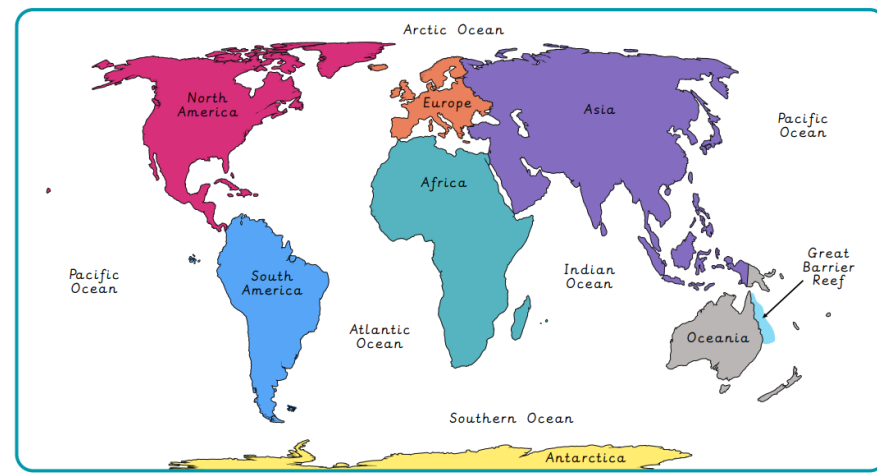 Arctic Ocean
North
America
Europe
Asia
Pacific
Ocean
Africa
Pacific
Ocean
South
America
Indian
Ocean
Great
Barrier
Reef
Atlantic
Ocean
Oceania
Southern Ocean
Antarctica